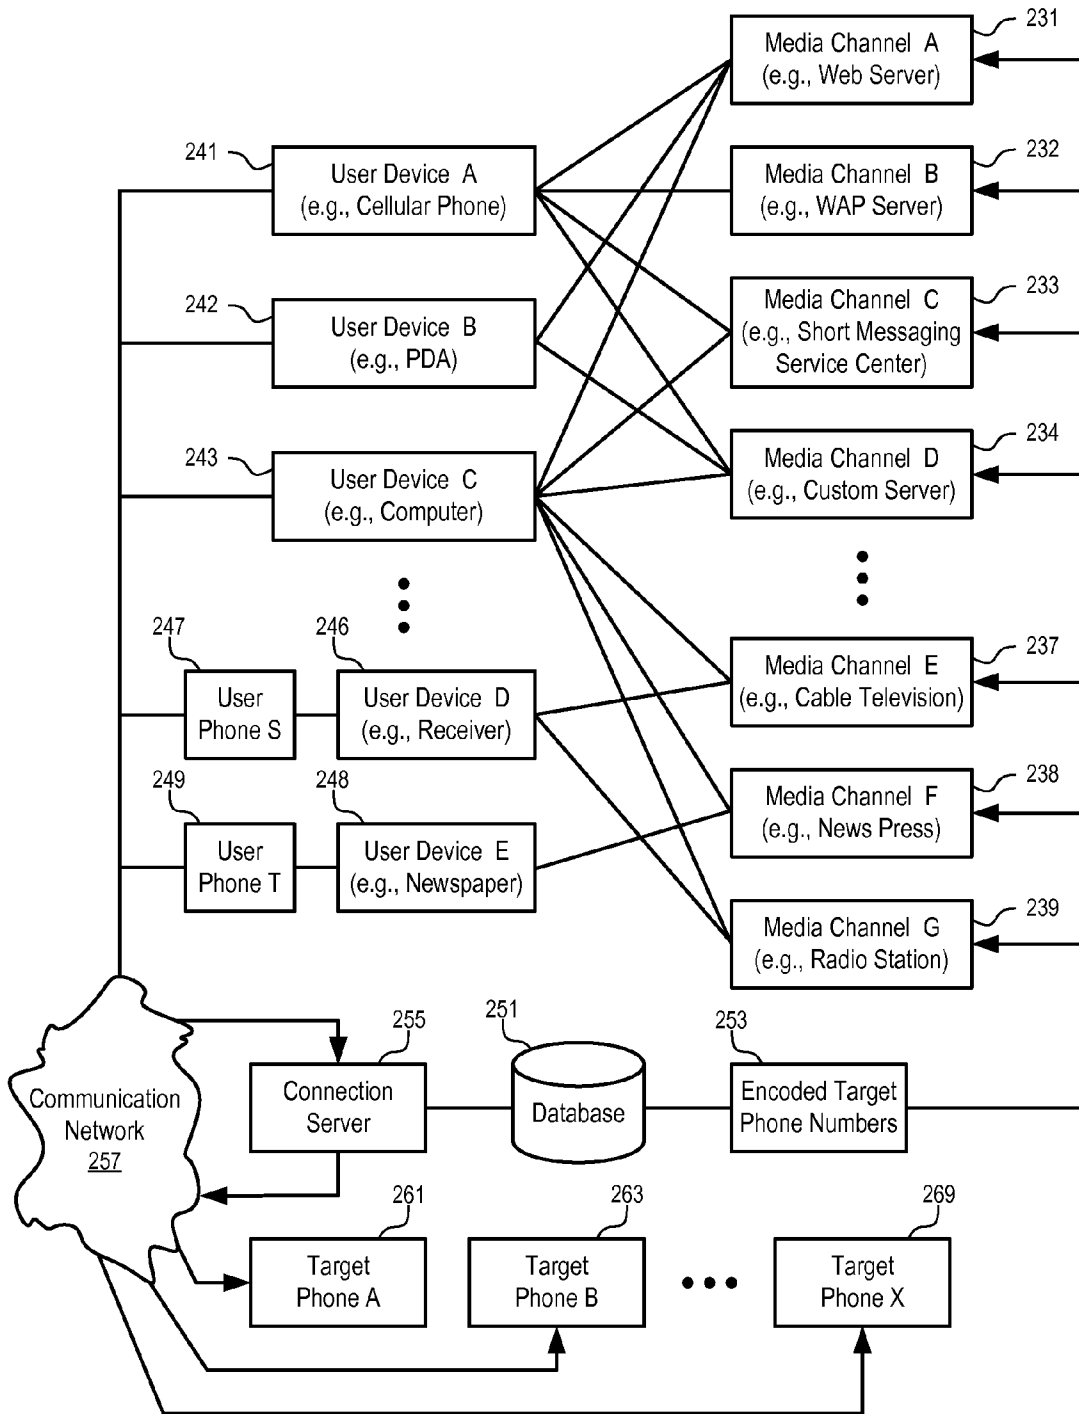 Media Channel A
(e.g., Web Server)
231
241
User Device A
(e.g., Cellular Phone)
Media Channel B
(e.g., WAP Server)
232
242
User Device B
(e.g., PDA)
Media Channel C
(e.g., Short Messaging
Service Center)
233
243
User Device C
(e.g., Computer)
Media Channel D
(e.g., Custom Server)
234
247
User
Phone S
246
User Device D
(e.g., Receiver)
Media Channel E
(e.g., Cable Television)
237
249
User
Phone T
248
User Device E
(e.g., Newspaper)
Media Channel F
(e.g., News Press)
238
Media Channel G
(e.g., Radio Station)
239
Communication
Network
257
255
Connection
Server
251
Database
253
Encoded Target
Phone Numbers
261
Target
Phone A
263
Target
Phone B
269
Target
Phone X